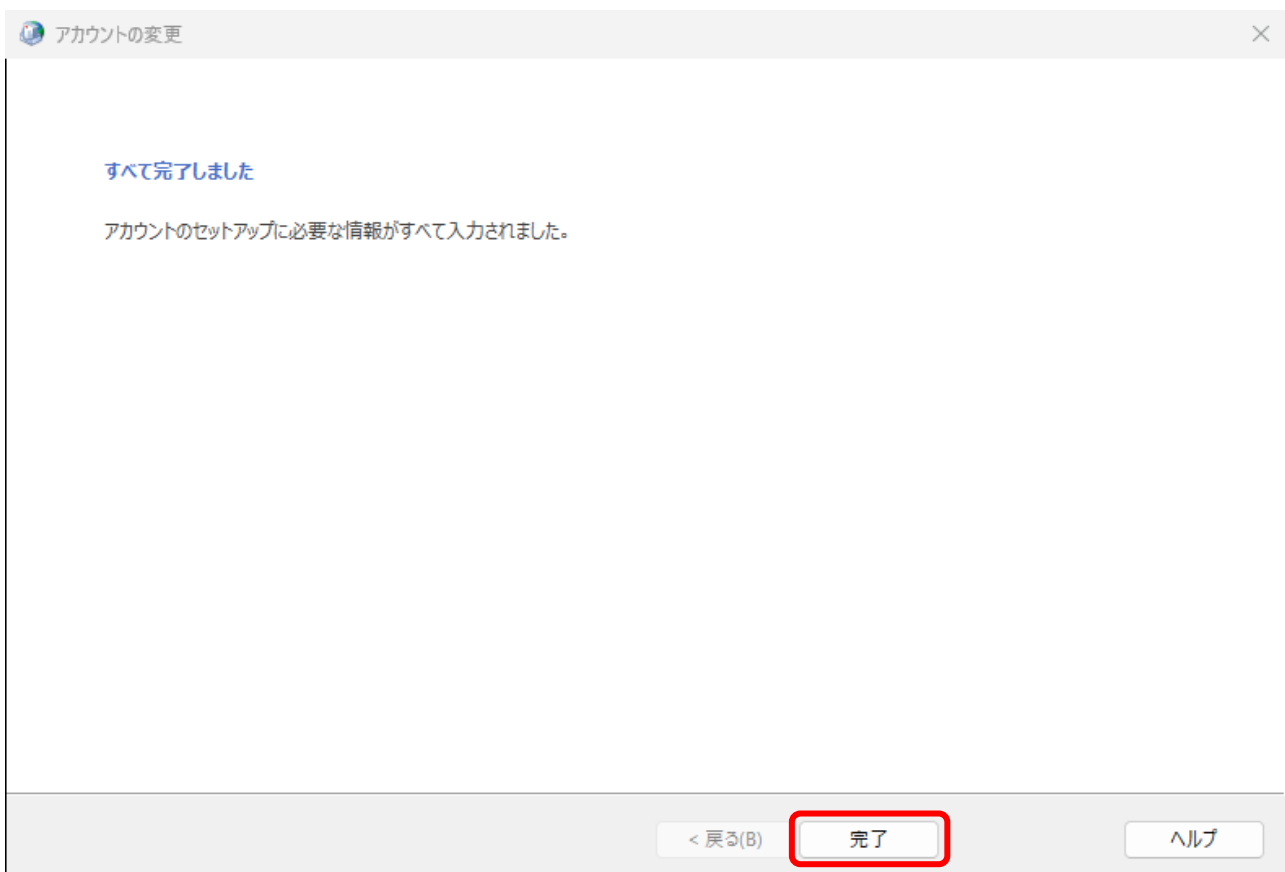 アカウントの変更
すべて完了しました
アカウントのセットアップに必要な情報がすべて入力されました。
< 戻る(B)
完了
ヘルプ